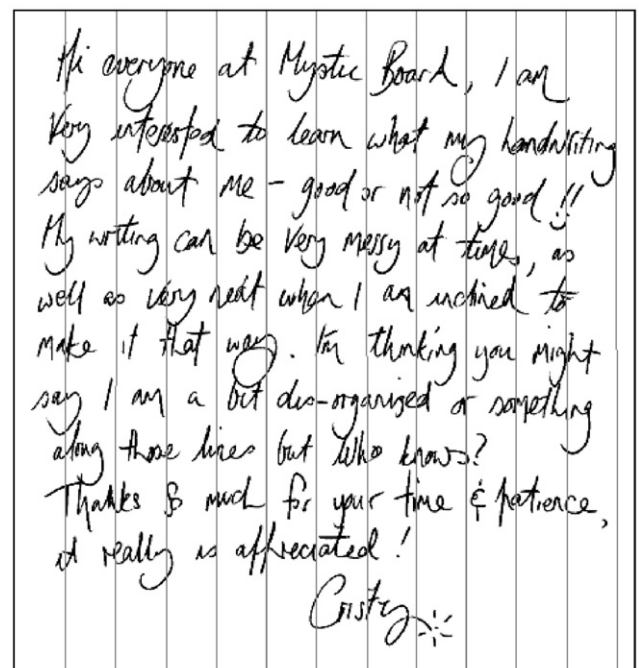 Hi everyone at Mystic Board, I am
very interested to learn what my handwriting
says about me - good or not so good !!
My writing can be very messy at times, as
well as very neat when I am inclined to
make it that way. I'm thinking you might
say I am a bit dis-organized or something
along those lines but who knows?
Thanks so much for your time & patience,
it really is appreciated!
Cristy